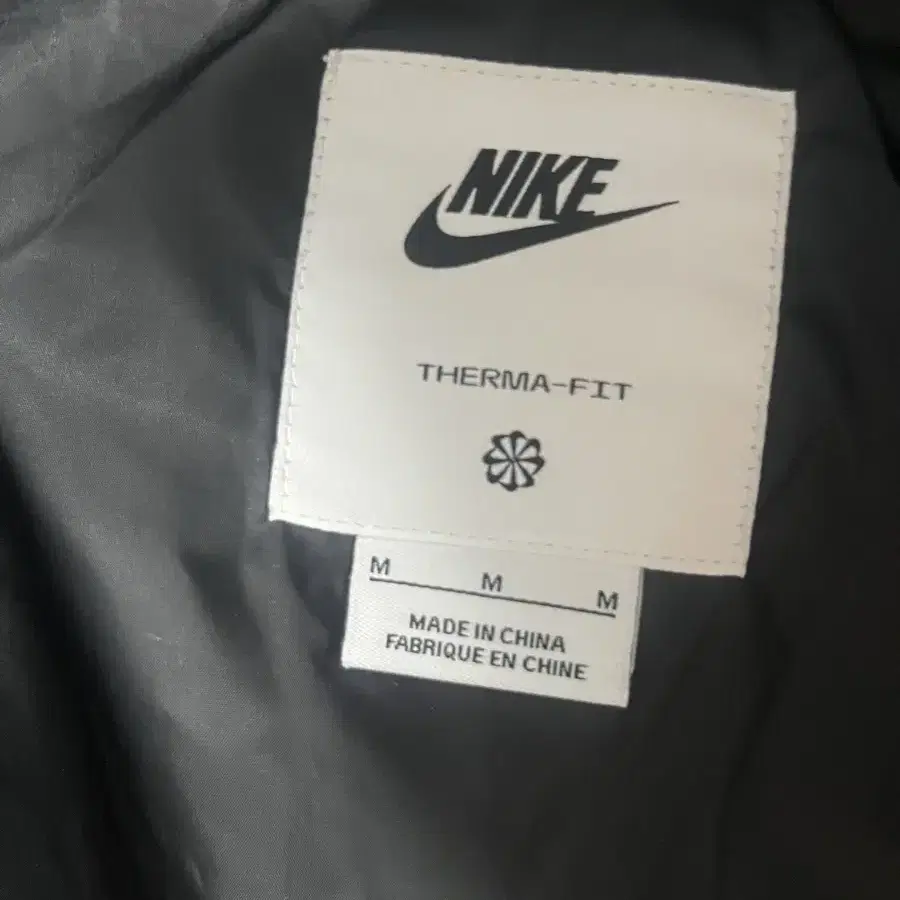 NIKE
THERMA-FIT
M M M
MADE IN CHINA
FABRIQUE EN CHINE